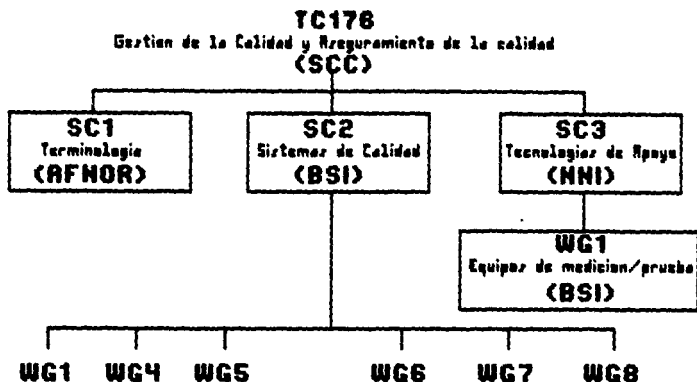 TC176
Gestion de la Calidad y Aseguramiento de la calidad
(SCC)
SC1
Terminologia
(AFNOR)
SC2
Sistemas de Calidad
(BSI)
SC3
Tecnologias de Apoyo
(NNI)
WG1
Equipos de medicion/prueba
(BSI)
WG1 WG4 WG5 WG6 WG7 WG8